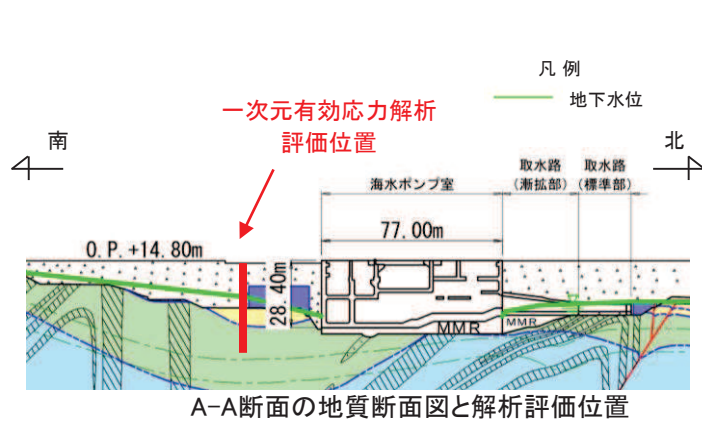 凡 例
地下水位
一次元有効応力解析
評価位置
南
北
海水ポンプ室
取水路
(漸拡部)
取水路
(標準部)
77.00m
O.P.+14.80m
28.40m
MMR
MMR
A-A断面の地質断面図と解析評価位置